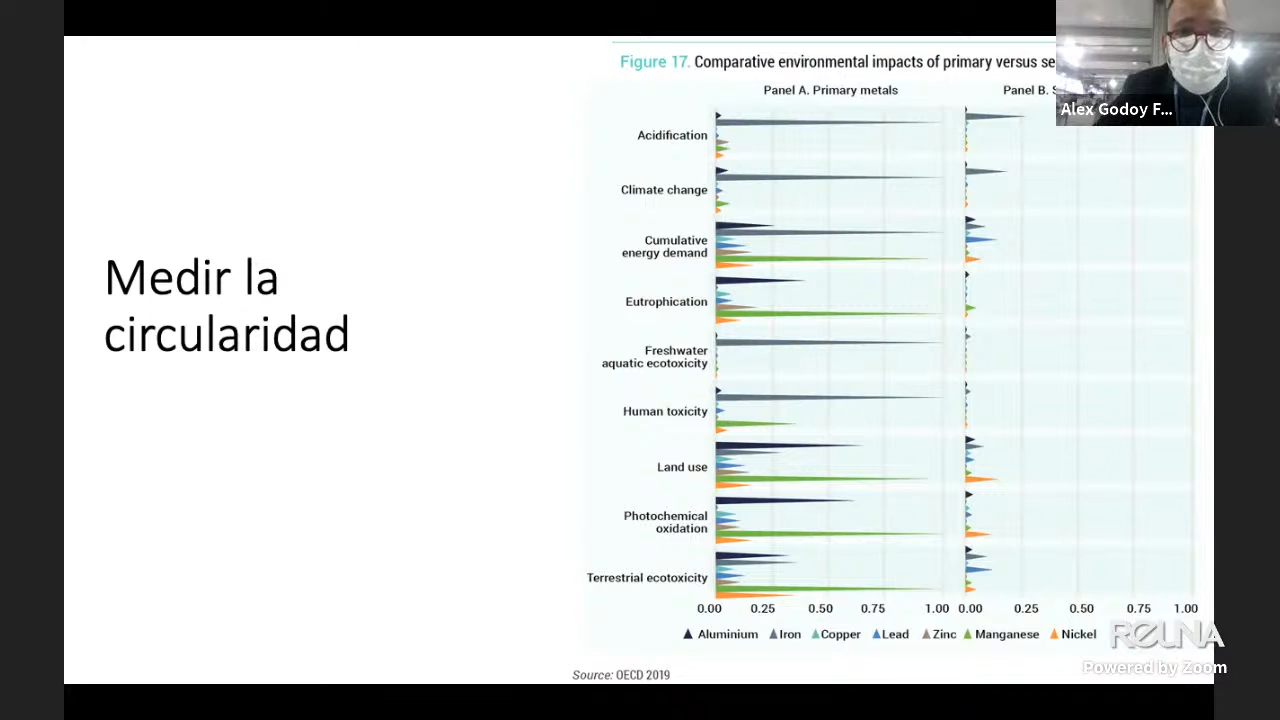 Medir la
circularidad
Figure 17. Comparative environmental impacts of primary versus se
Panel A. Primary metals
Panel B. S
Alex Godoy F...
Acidification
Climate change
Cumulative
energy demand
Eutrophication
Freshwater
aquatic ecotoxicity
Human toxicity
Land use
Photochemical
oxidation
Terrestrial ecotoxicity
0.00 0.25 0.50 0.75 1.00 0.00 0.25 0.50 0.75 1.00
Aluminium Iron Copper Lead Zinc Manganese Nickel
REUNA
Powered by Zoom
Source: OECD 2019